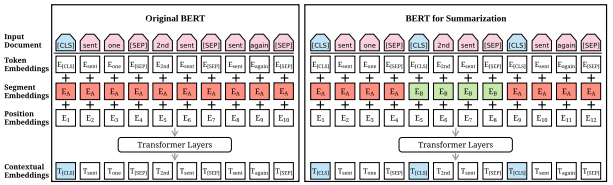 Original BERT
Input Document [CLS] sent one [SEP] 2nd sent [SEP] sent again [SEP]
Token Embeddings E[CLS] Esent Eone E[SEP] E2nd Esent E[SEP] Esent Eagain E[SEP]
+ + + + + + + + + +
Segment Embeddings EA EA EA EA EA EA EA EA EA EA
+ + + + + + + + + +
Position Embeddings E1 E2 E3 E4 E5 E6 E7 E8 E9 E10
Transformer Layers
Contextual Embeddings T[CLS] Tsent Tone T[SEP] T2nd Tsent T[SEP] Tsent Tagain T[SEP]
BERT for Summarization
[CLS] sent one [SEP] [CLS] 2nd sent [SEP] [CLS] sent again [SEP]
E[CLS] Esent Eone E[SEP] E[CLS] E2nd Esent E[SEP] E[CLS] Esent Eagain E[SEP]
+ + + + + + + + + + + +
EA EA EA EA EB EB EB EB EA EA EA EA
+ + + + + + + + + + + +
E1 E2 E3 E4 E5 E6 E7 E8 E9 E10 E11 E12
Transformer Layers
T[CLS] Tsent Tone T[SEP] T[CLS] T2nd Tsent T[SEP] T[CLS] Tsent Tagain T[SEP]